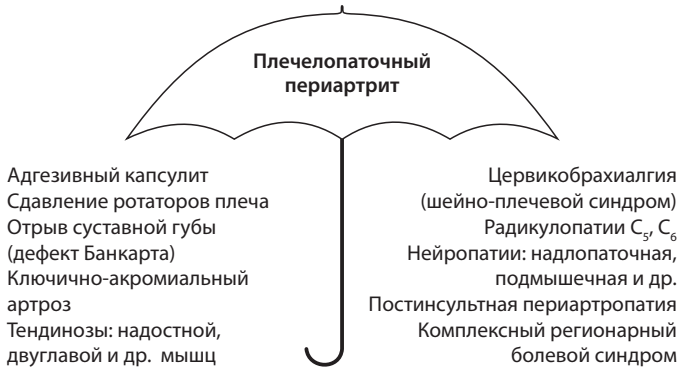 Плечелопаточный
периартрит
Адгезивный капсулит
Сдавление ротаторов плеча
Отрыв суставной губы
(дефект Банкарта)
Ключично-акромиальный
артроз
Тендинозы: надостной,
двуглавой и др. мышц
Цервикобрахиалгия
(шейно-плечевой синдром)
Радикулопатии C₅, C₆
Нейропатии: надлопаточная,
подмышечная и др.
Постинсультная периартропатия
Комплексный регионарный
болевой синдром